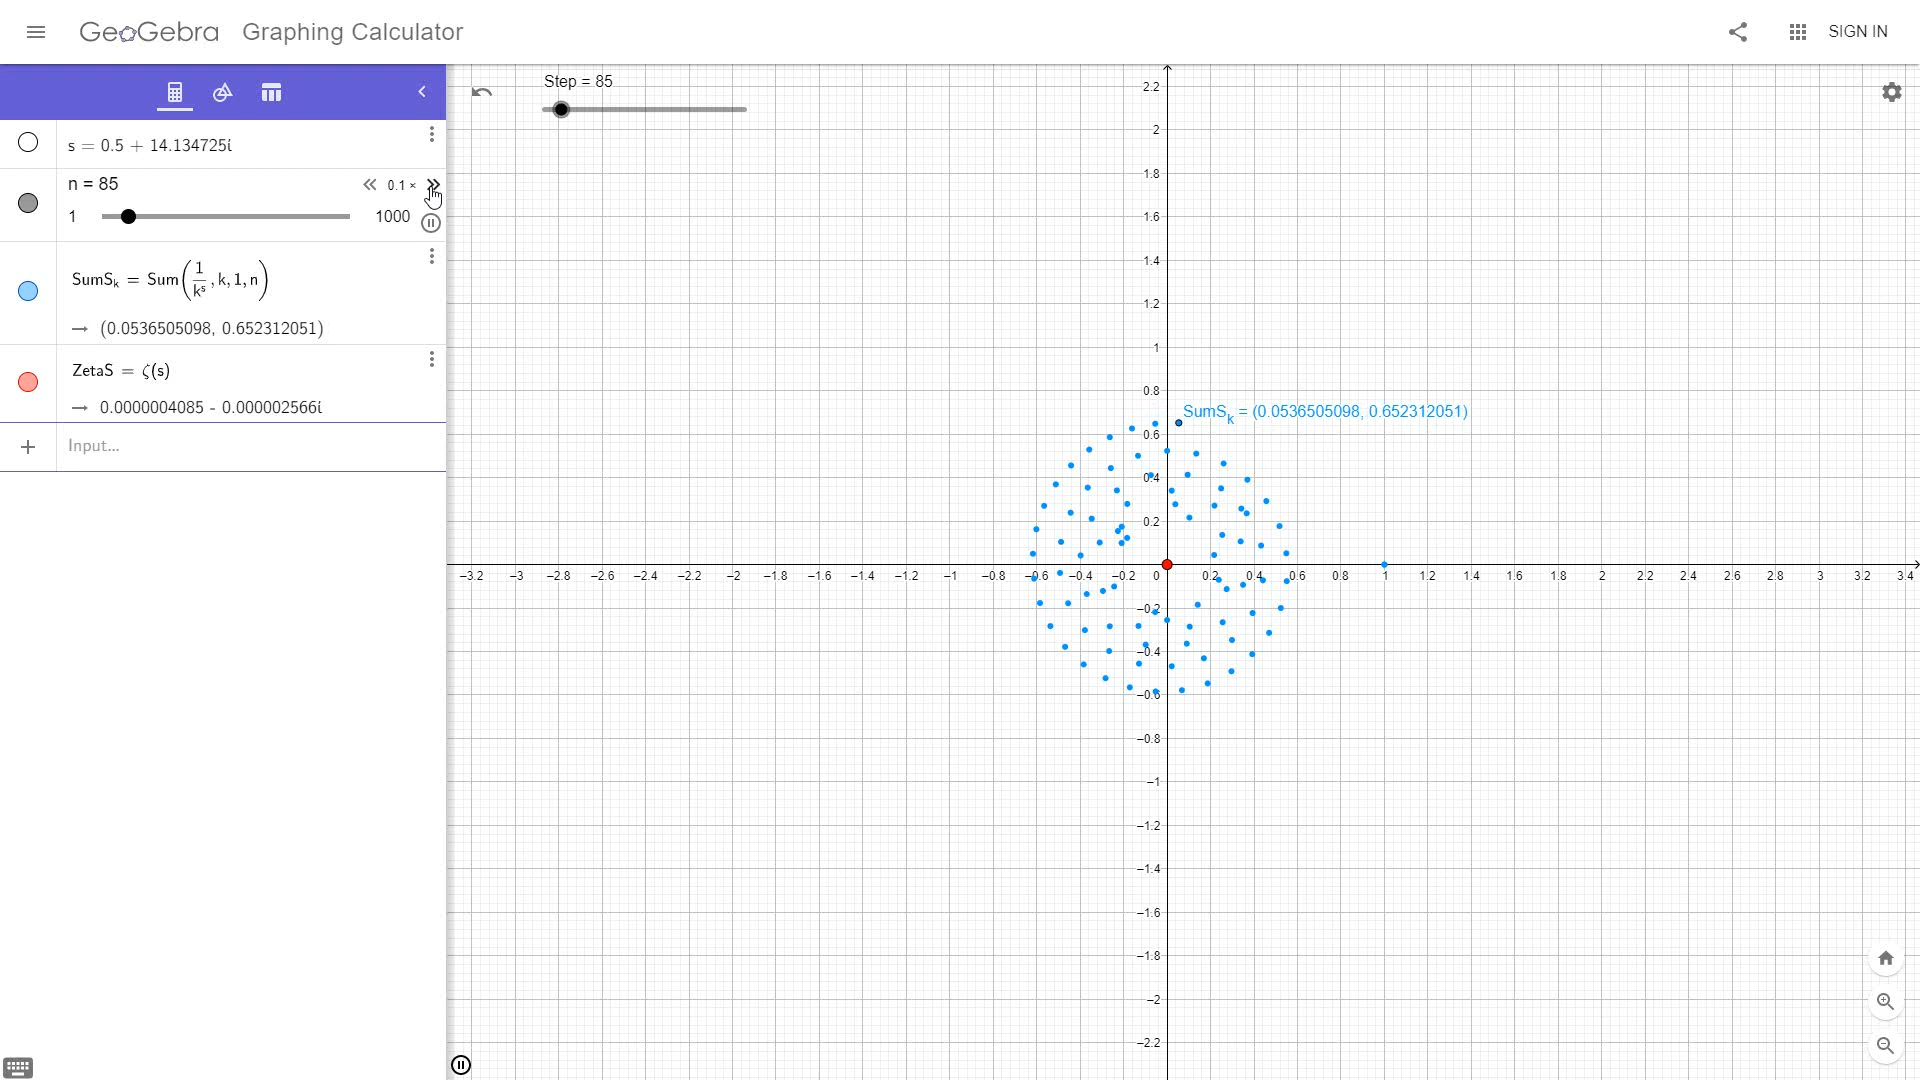 GeoGebra Graphing Calculator
SIGN IN
s = 0.5 + 14.134725i
n = 85
0.1 ×
1 1000
SumSₖ = Sum(1/kˢ, k, 1, n)
→ (0.0536505098, 0.652312051)
ZetaS = ζ(s)
→ 0.0000004085 - 0.000002566i
+ Input...
Step = 85
SumSₖ = (0.0536505098, 0.652312051)
2.2
2
1.8
1.6
1.4
1.2
1
0.8
0.6
0.4
0.2
−3.2 −3 −2.8 −2.6 −2.4 −2.2 −2 −1.8 −1.6 −1.4 −1.2 −1 −0.8 −0.6 −0.4 −0.2 0 0.2 0.4 0.6 0.8 1 1.2 1.4 1.6 1.8 2 2.2 2.4 2.6 2.8 3 3.2 3.4
−0.2
−0.4
−0.6
−0.8
−1
−1.2
−1.4
−1.6
−1.8
−2
−2.2